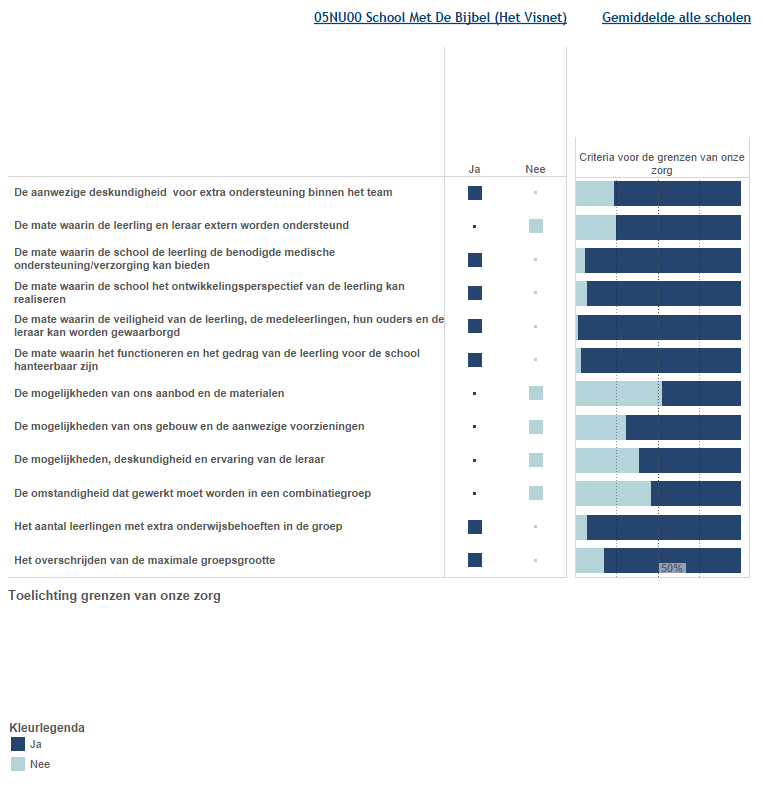 05NU00 School Met De Bijbel (Het Visnet) Gemiddelde alle scholen
Ja Nee Criteria voor de grenzen van onze
zorg
De aanwezige deskundigheid voor extra ondersteuning binnen het team
De mate waarin de leerling en leraar extern worden ondersteund
De mate waarin de school de leerling de benodigde medische
ondersteuning/verzorging kan bieden
De mate waarin de school het ontwikkelingsperspectief van de leerling kan
realiseren
De mate waarin de veiligheid van de leerling, de medeleerlingen, hun ouders en de
leraar kan worden gewaarborgd
De mate waarin het functioneren en het gedrag van de leerling voor de school
hanteerbaar zijn
De mogelijkheden van ons aanbod en de materialen
De mogelijkheden van ons gebouw en de aanwezige voorzieningen
De mogelijkheden, deskundigheid en ervaring van de leraar
De omstandigheid dat gewerkt moet worden in een combinatiegroep
Het aantal leerlingen met extra onderwijsbehoeften in de groep
Het overschrijden van de maximale groepsgrootte
50%
Toelichting grenzen van onze zorg
Kleurlegenda
Ja
Nee